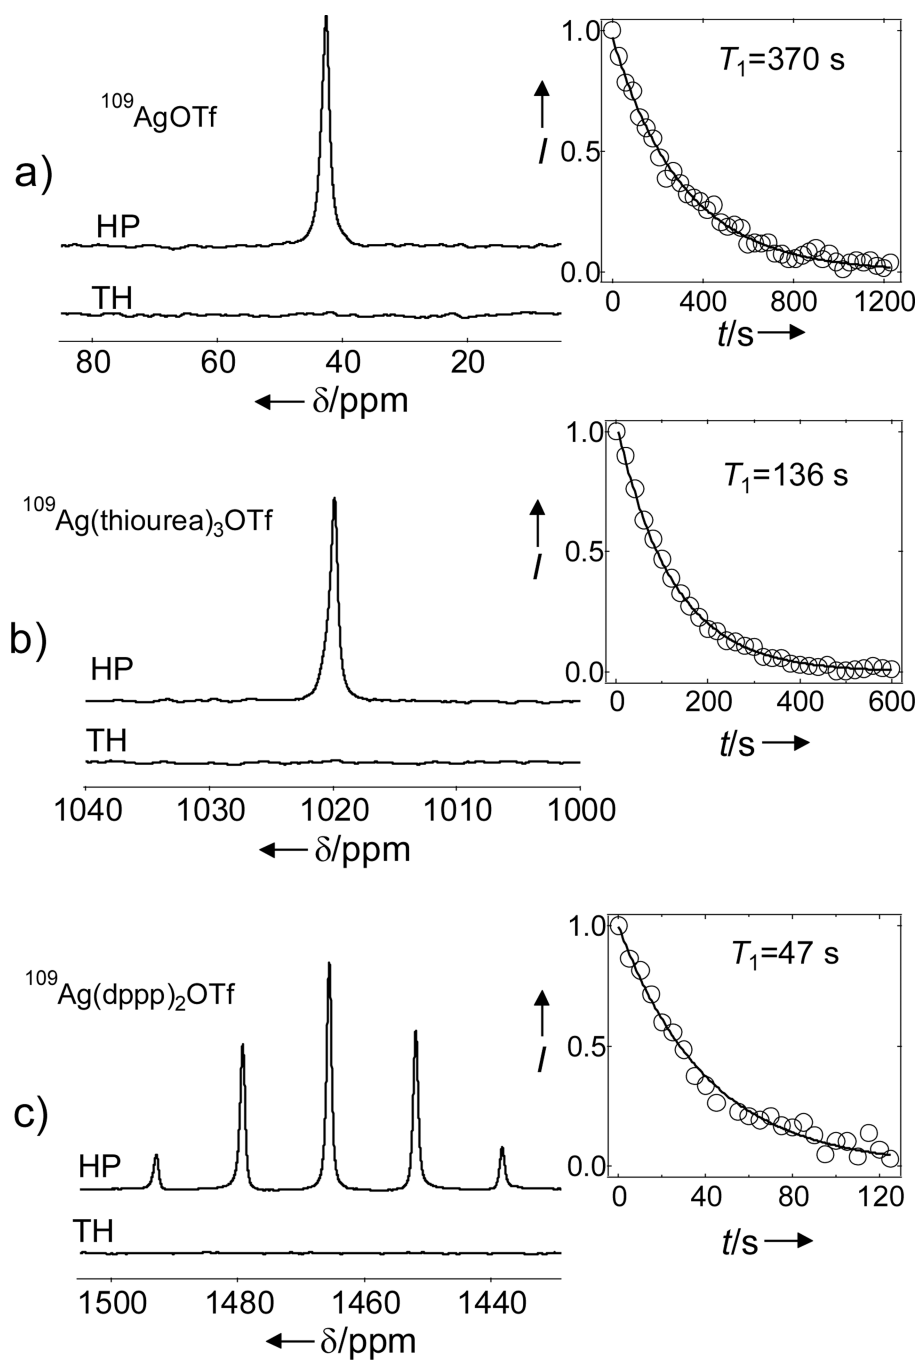 a)
¹⁰⁹AgOTf
HP
TH
80 60 40 20
← δ/ppm
1.0
0.5
0.0
I
T₁=370 s
0 400 800 1200
t/s →
b)
¹⁰⁹Ag(thiourea)₃OTf
HP
TH
1040 1030 1020 1010 1000
← δ/ppm
1.0
0.5
0.0
I
T₁=136 s
0 200 400 600
t/s →
c)
¹⁰⁹Ag(dppp)₂OTf
HP
TH
1500 1480 1460 1440
← δ/ppm
1.0
0.5
0.0
I
T₁=47 s
0 40 80 120
t/s →